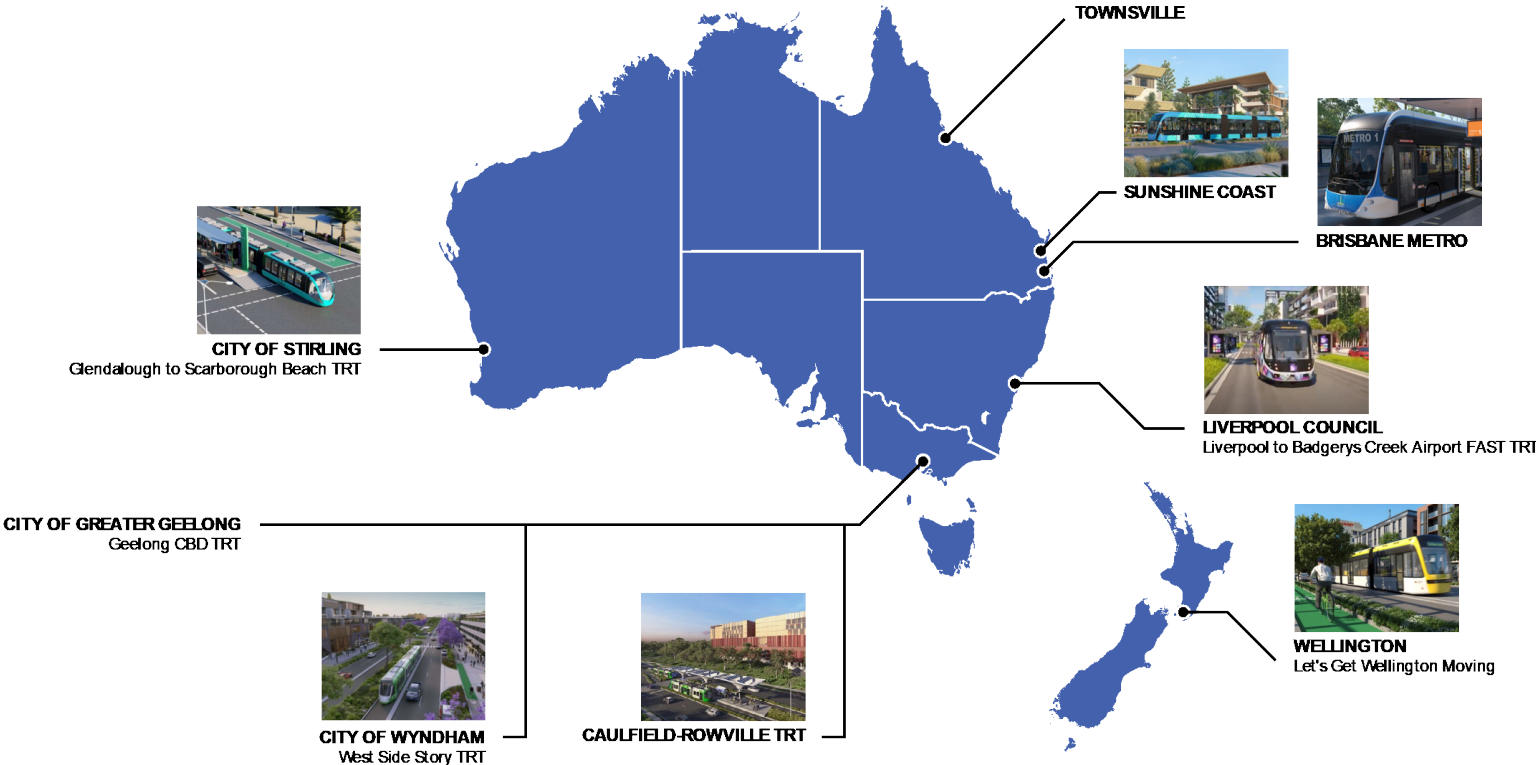 TOWNSVILLE
SUNSHINE COAST
METRO 1
BRISBANE METRO
CITY OF STIRLING
Glendalough to Scarborough Beach TRT
LIVERPOOL COUNCIL
Liverpool to Badgerys Creek Airport FAST TRT
CITY OF GREATER GEELONG
Geelong CBD TRT
CITY OF WYNDHAM
West Side Story TRT
CAULFIELD-ROWVILLE TRT
WELLINGTON
Let's Get Wellington Moving